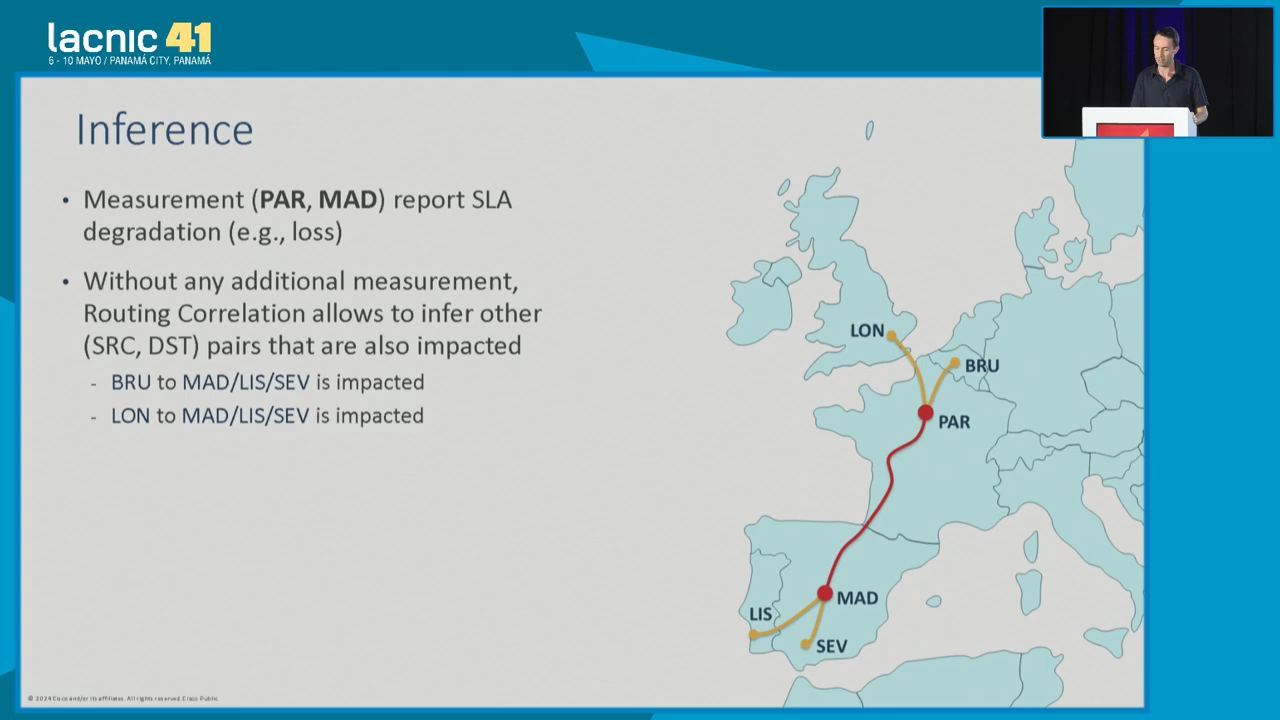 lacnic 41
6 - 10 MAYO / PANAMÁ CITY, PANAMÁ
Inference
• Measurement (PAR, MAD) report SLA
degradation (e.g., loss)
• Without any additional measurement,
Routing Correlation allows to infer other
(SRC, DST) pairs that are also impacted
- BRU to MAD/LIS/SEV is impacted
- LON to MAD/LIS/SEV is impacted
LON
BRU
PAR
MAD
LIS
SEV
© 2024 Cisco and/or its affiliates. All rights reserved. Cisco Public